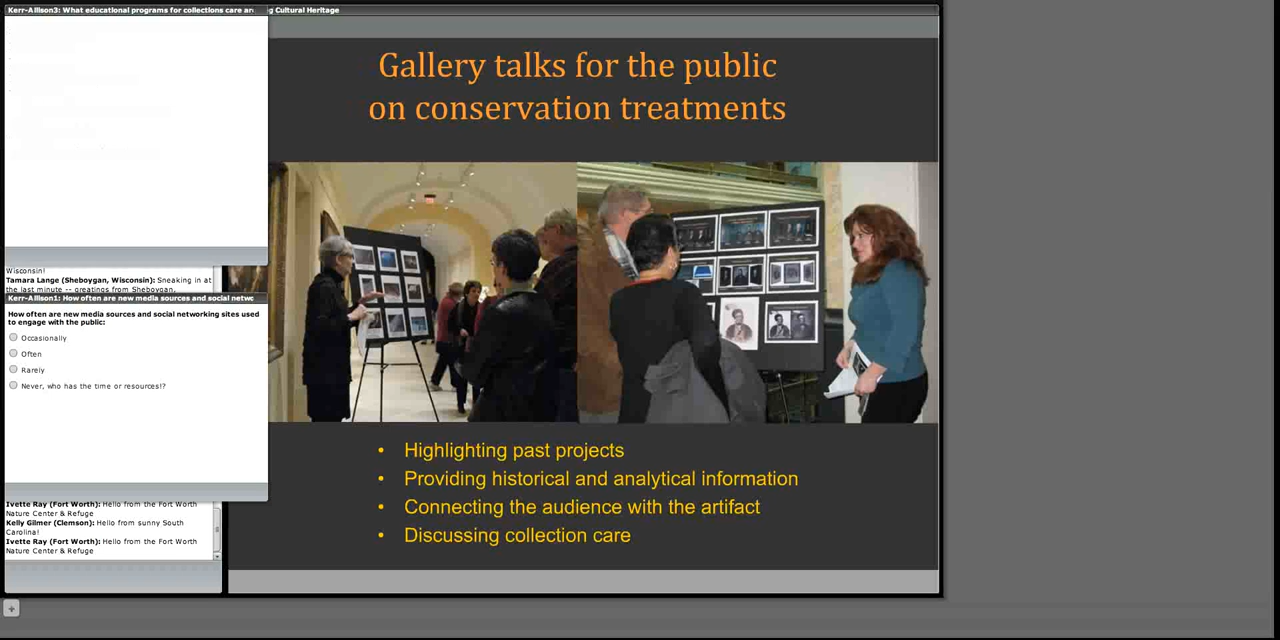 Kerr-Allison3: What educational programs for collections care ar
g Cultural Heritage
Gallery talks for the public
on conservation treatments
Wisconsin!
Tamara Lange (Sheboygan, Wisconsin): Sneaking in at
the last minute -- greetings from Sheboygan,
Kerr-Allison1: How often are new media sources and social netwc
How often are new media sources and social networking sites used
to engage with the public:
Occasionally
Often
Rarely
Never, who has the time or resources!?
Ivette Ray (Fort Worth): Hello from the Fort Worth
Nature Center & Refuge
Kelly Gilmer (Clemson): Hello from sunny South
Carolina!
Ivette Ray (Fort Worth): Hello from the Fort Worth
Nature Center & Refuge
• Highlighting past projects
• Providing historical and analytical information
• Connecting the audience with the artifact
• Discussing collection care
+